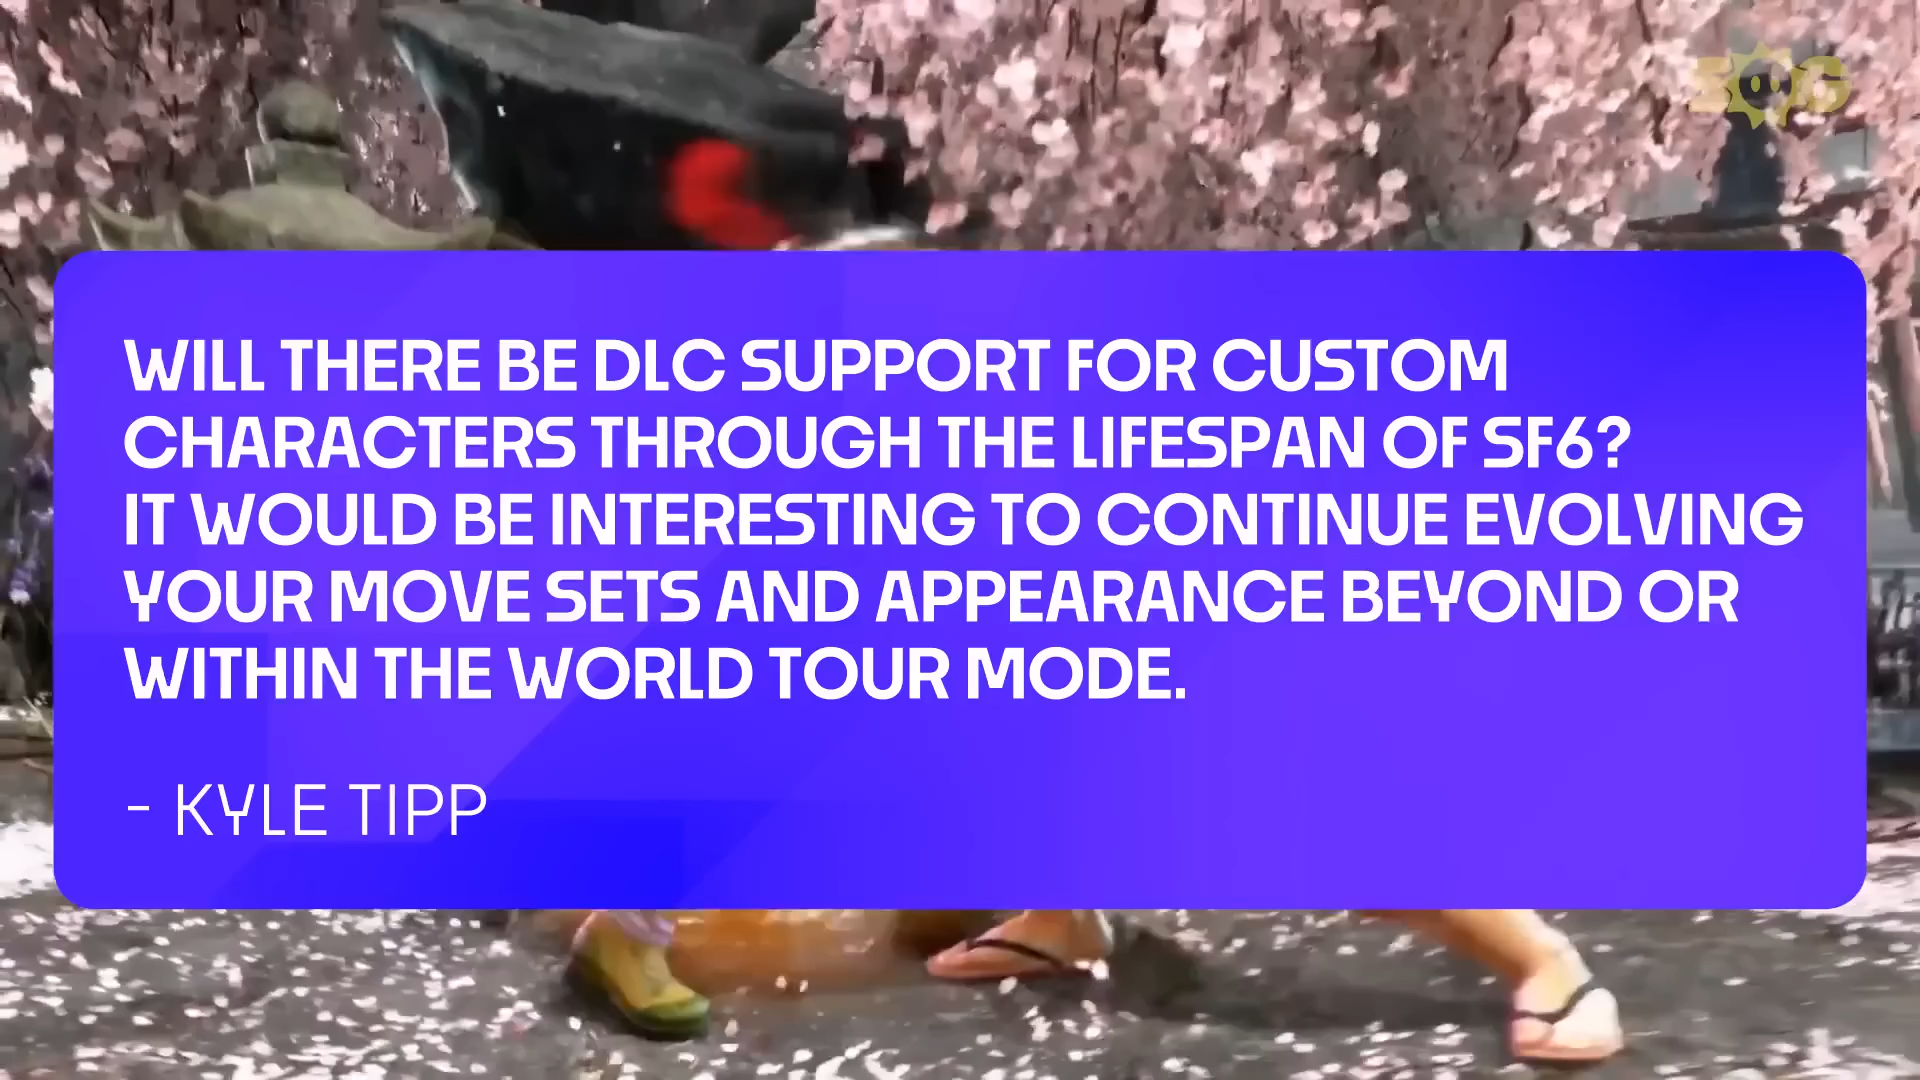 SG6
WILL THERE BE DLC SUPPORT FOR CUSTOM
CHARACTERS THROUGH THE LIFESPAN OF SF6?
IT WOULD BE INTERESTING TO CONTINUE EVOLVING
YOUR MOVE SETS AND APPEARANCE BEYOND OR
WITHIN THE WORLD TOUR MODE.
- KYLE TIPP